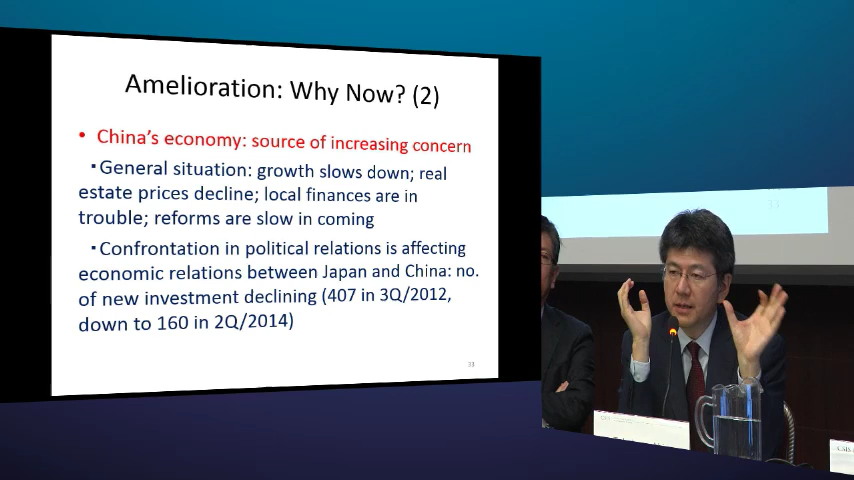 Amelioration: Why Now? (2)
• China's economy: source of increasing concern
▪General situation: growth slows down; real
estate prices decline; local finances are in
trouble; reforms are slow in coming
▪Confrontation in political relations is affecting
economic relations between Japan and China: no.
of new investment declining (407 in 3Q/2012,
down to 160 in 2Q/2014)
33
33
CSIS